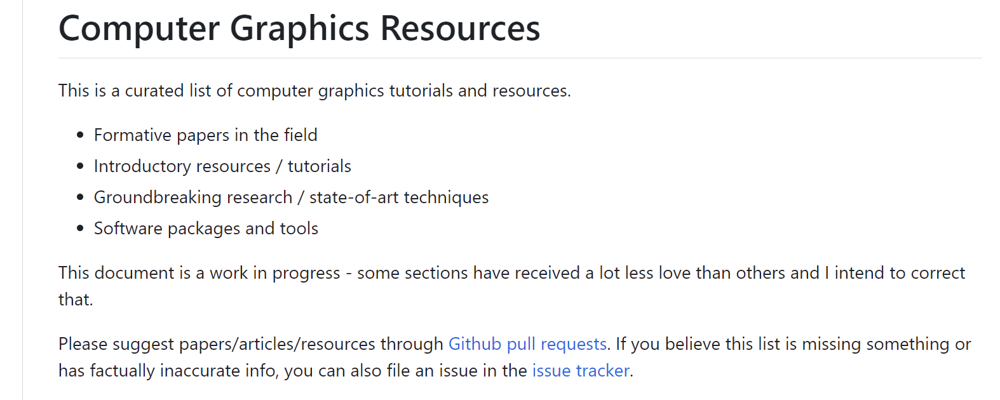 Computer Graphics Resources
This is a curated list of computer graphics tutorials and resources.
Formative papers in the field
Introductory resources / tutorials
Groundbreaking research / state-of-art techniques
Software packages and tools
This document is a work in progress - some sections have received a lot less love than others and I intend to correct
that.
Please suggest papers/articles/resources through Github pull requests. If you believe this list is missing something or
has factually inaccurate info, you can also file an issue in the issue tracker.